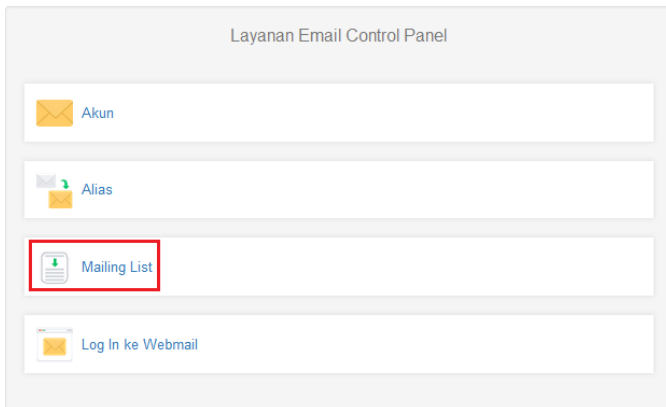 Layanan Email Control Panel
Akun
Alias
Mailing List
Log In ke Webmail